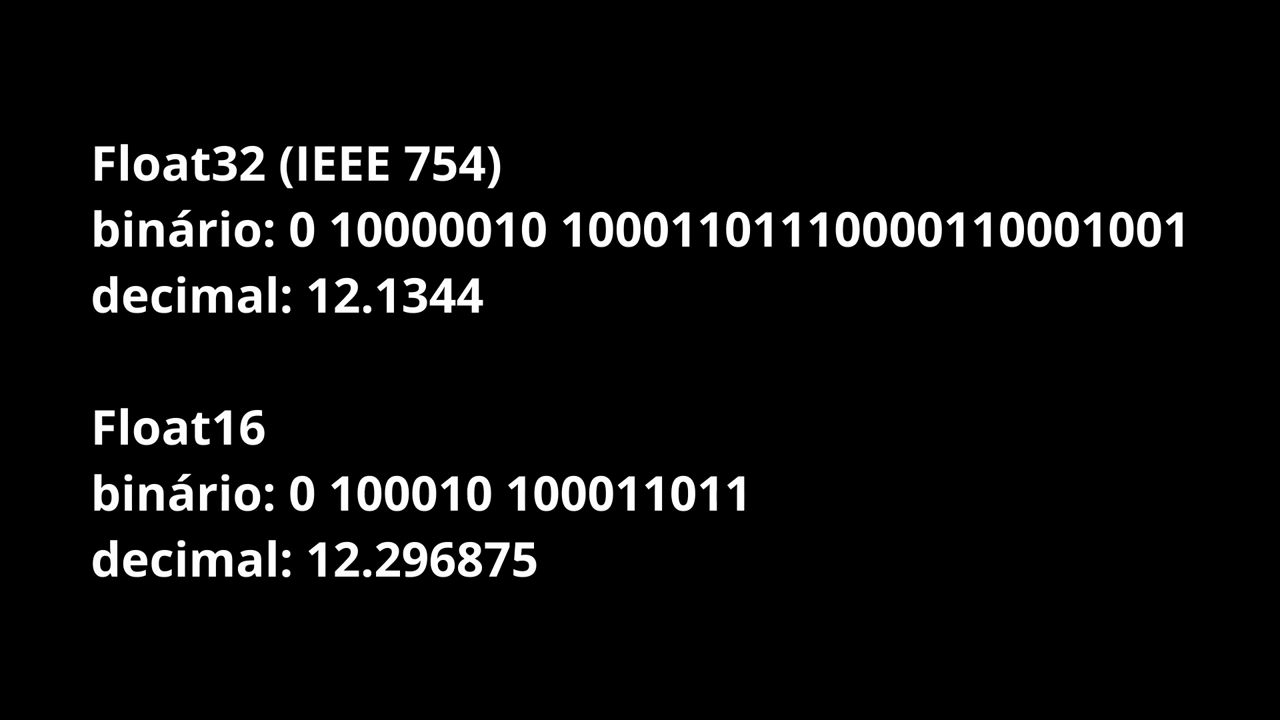 Float32 (IEEE 754)
binário: 0 10000010 10001101110000110001001
decimal: 12.1344
Float16
binário: 0 100010 100011011
decimal: 12.296875